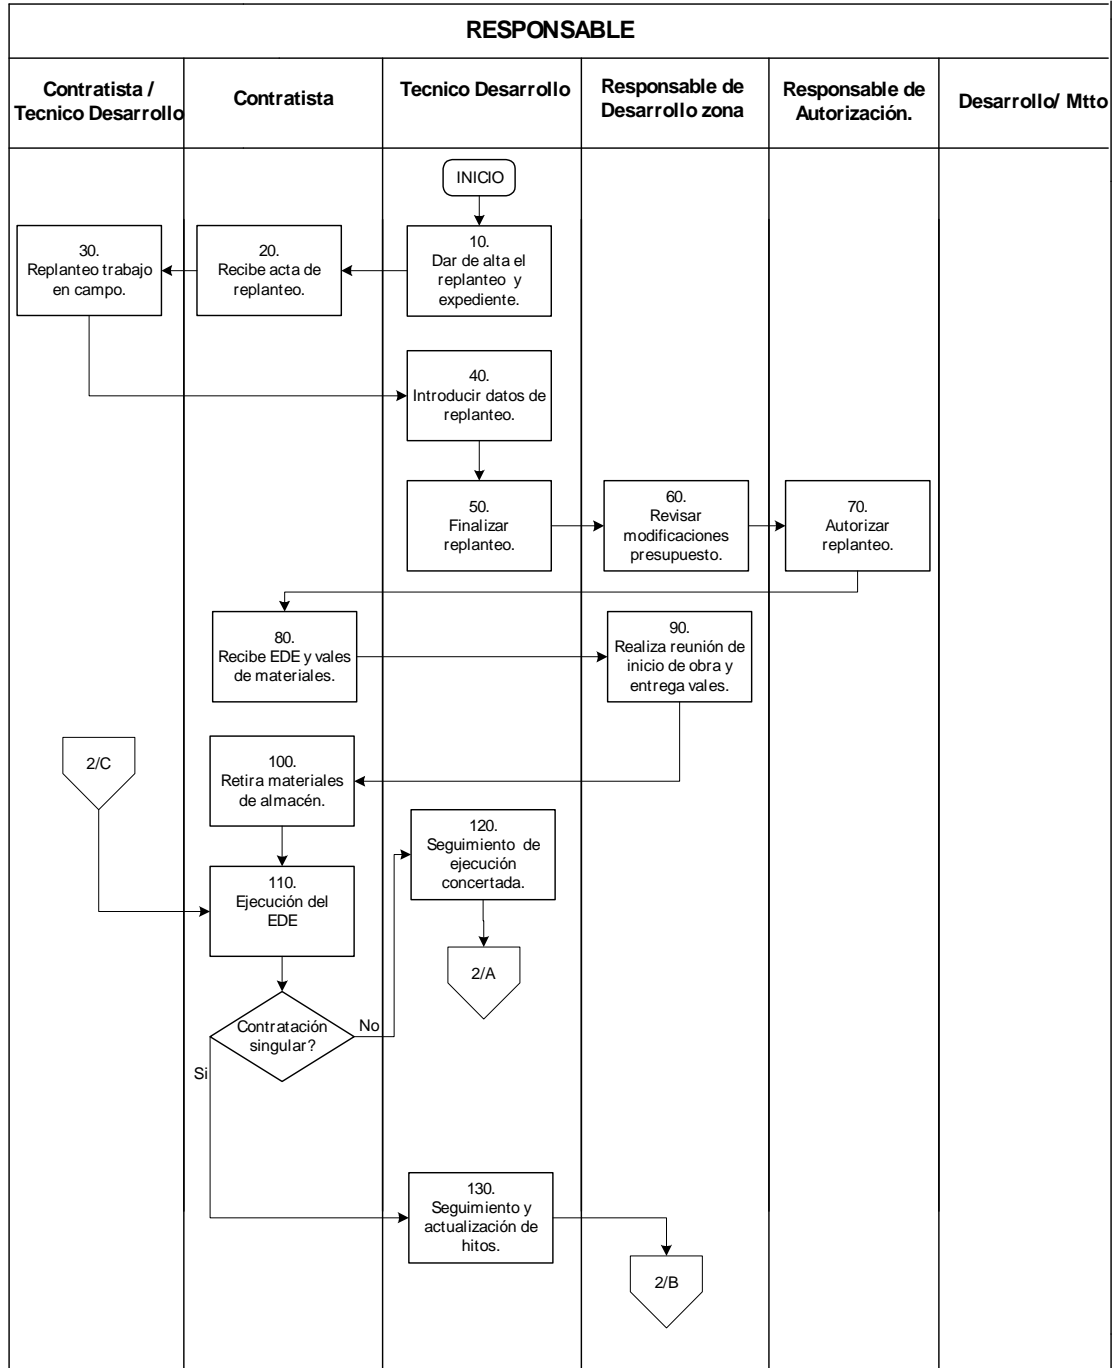 RESPONSABLE
Contratista /
Tecnico Desarrollo
Contratista
Tecnico Desarrollo
Responsable de
Desarrollo zona
Responsable de
Autorización.
Desarrollo/ Mtto
INICIO
30.
Replanteo trabajo
en campo.
20.
Recibe acta de
replanteo.
10.
Dar de alta el
replanteo y
expediente.
40.
Introducir datos de
replanteo.
50.
Finalizar
replanteo.
60.
Revisar
modificaciones
presupuesto.
70.
Autorizar
replanteo.
80.
Recibe EDE y vales
de materiales.
90.
Realiza reunión de
inicio de obra y
entrega vales.
2/C
100.
Retira materiales
de almacén.
120.
Seguimiento de
ejecución
concertada.
110.
Ejecución del
EDE
2/A
Contratación
singular?
No
Si
130.
Seguimiento y
actualización de
hitos.
2/B